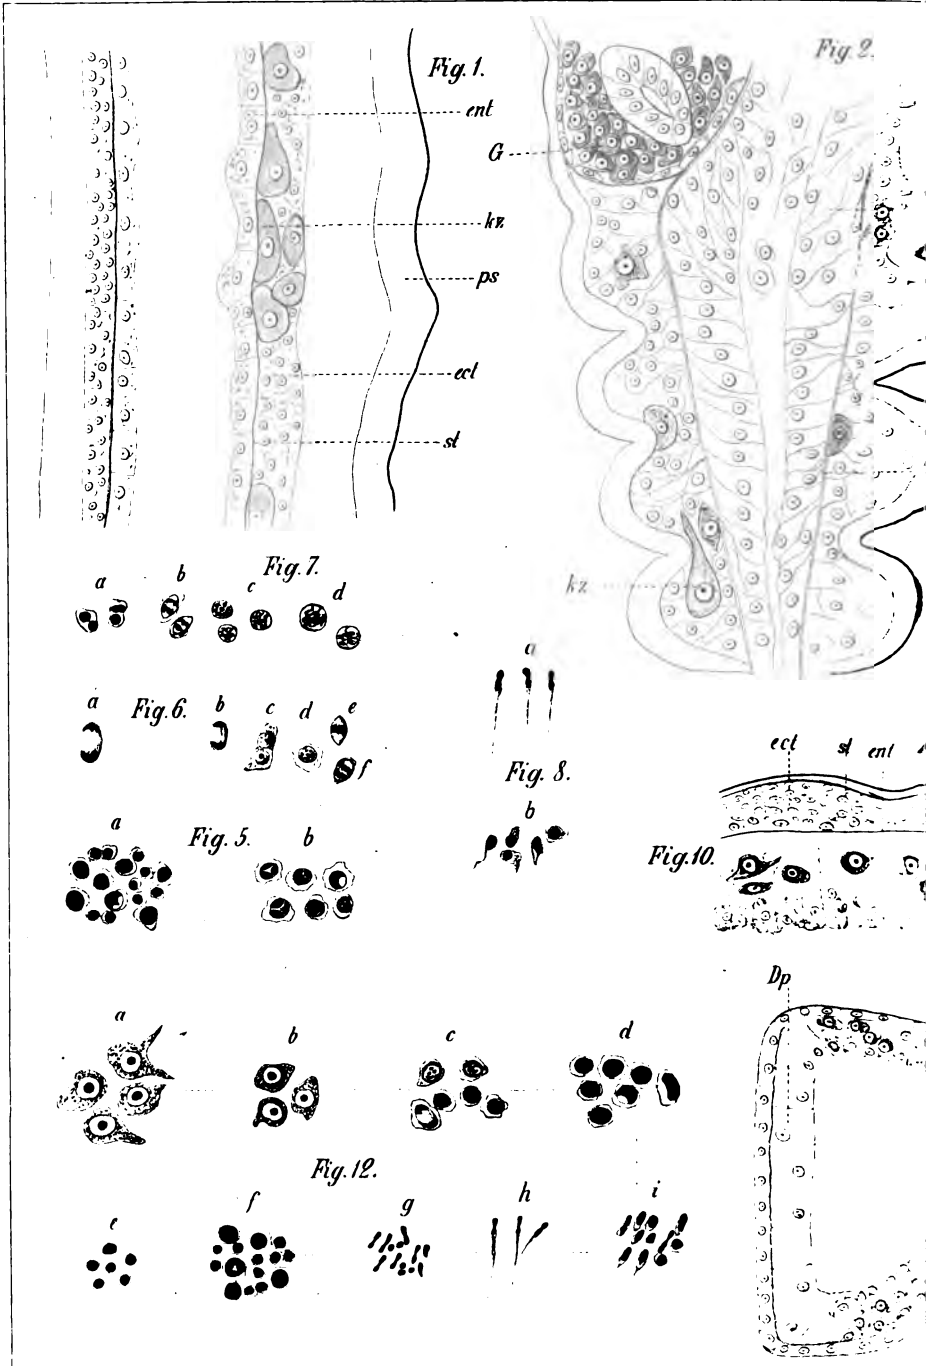 Fig. 1.
ent
kz
ps
ect
st
Fig. 2.
G
kz
Fig. 7.
a
b
c
d
Fig. 6.
a
b
c
d
e
f
Fig. 5.
a
b
a
Fig. 8.
b
ect
st
ent
Fig. 10.
Dp
a
b
c
d
Fig. 12.
e
f
g
h
i